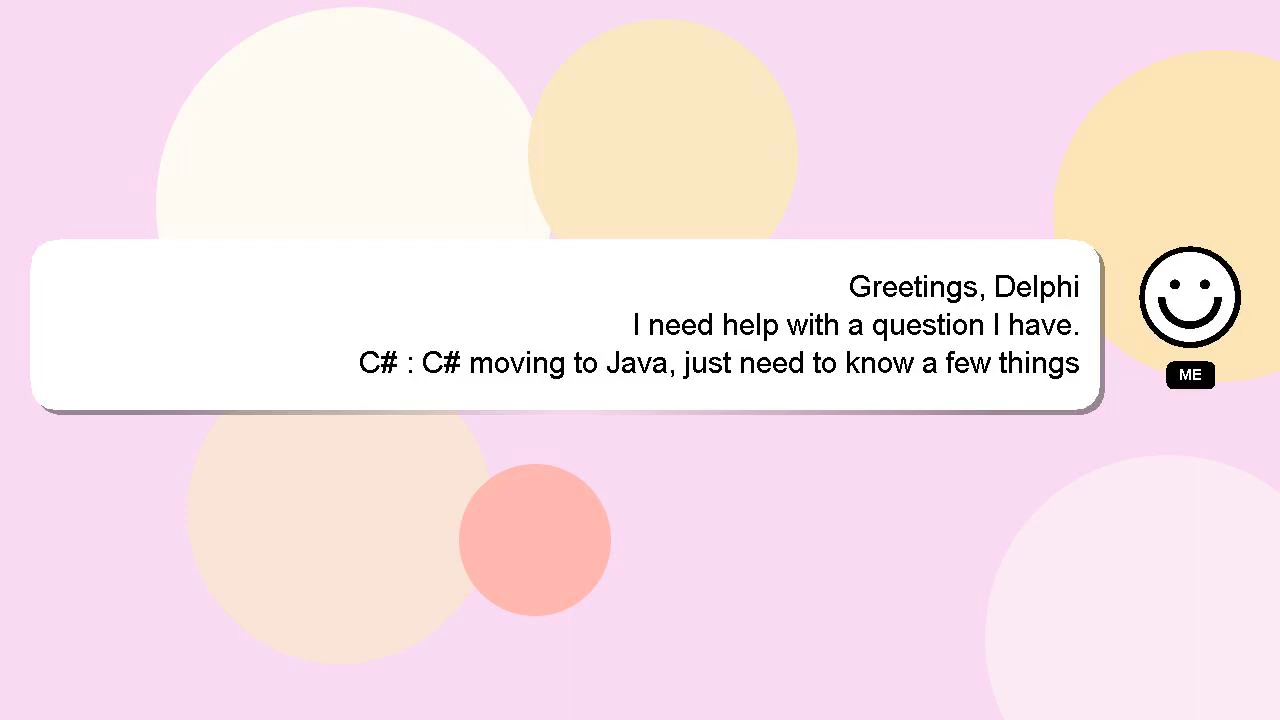 Greetings, Delphi
I need help with a question I have.
C# : C# moving to Java, just need to know a few things
ME